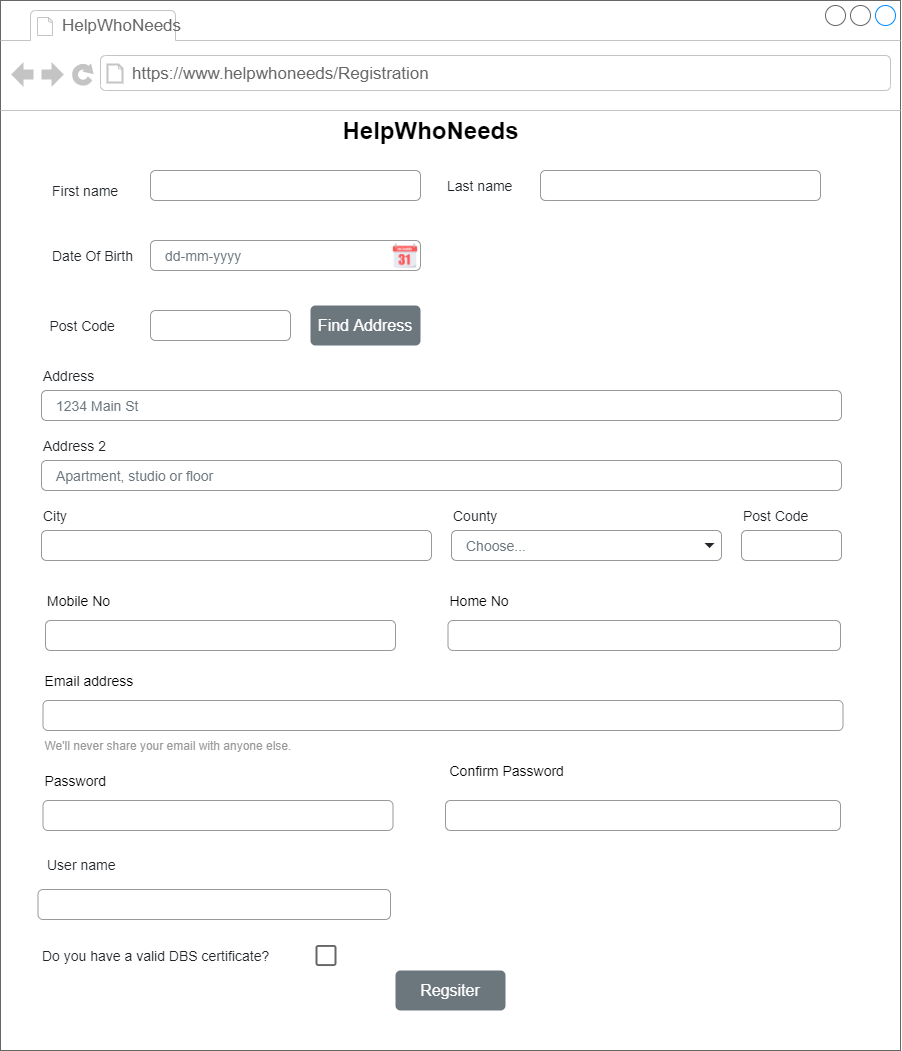 HelpWhoNeeds
https://www.helpwhoneeds/Registration
HelpWhoNeeds
First name
Last name
Date Of Birth
dd-mm-yyyy
31
Post Code
Find Address
Address
1234 Main St
Address 2
Apartment, studio or floor
City
County
Post Code
Choose...
Mobile No
Home No
Email address
We'll never share your email with anyone else.
Password
Confirm Password
User name
Do you have a valid DBS certificate?
Regsiter